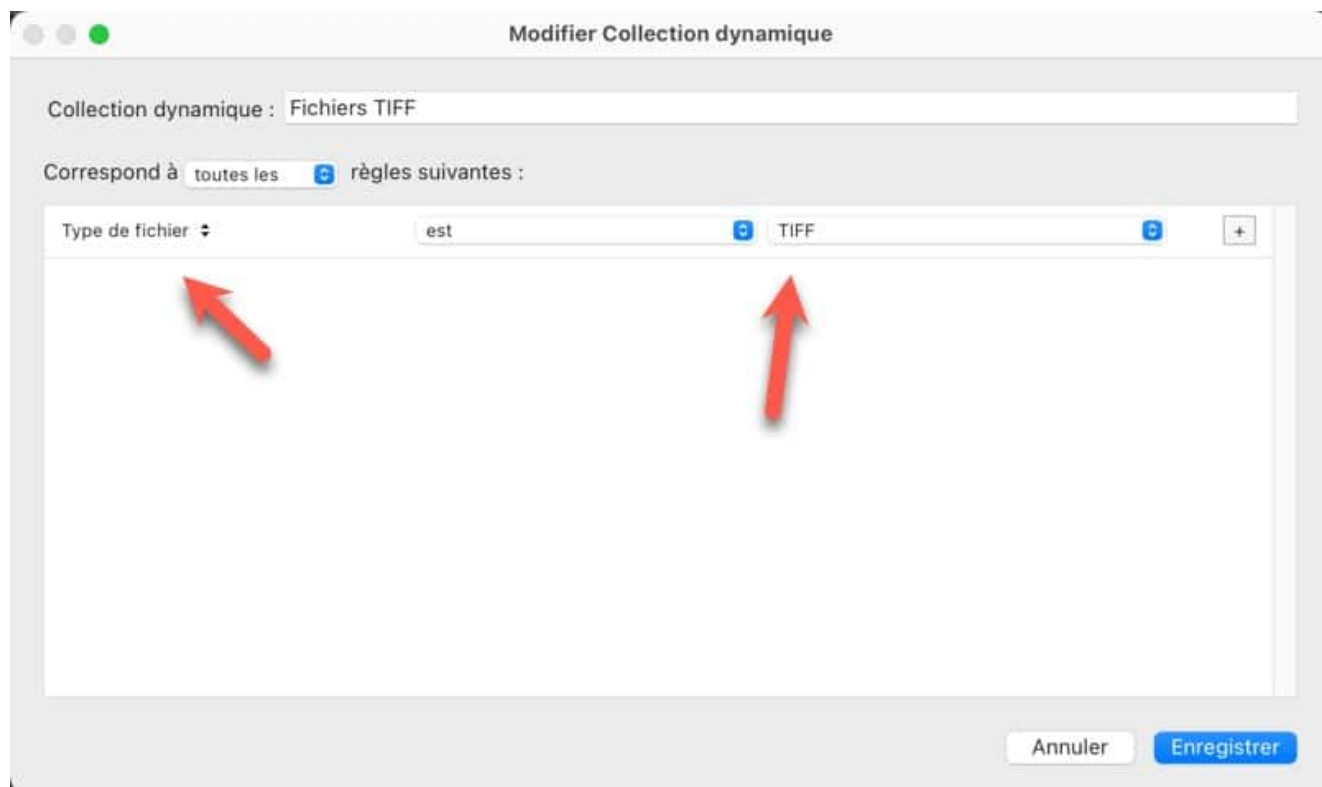 Modifier Collection dynamique
Collection dynamique : Fichiers TIFF
Correspond à toutes les règles suivantes :
Type de fichier est TIFF +
Annuler Enregistrer